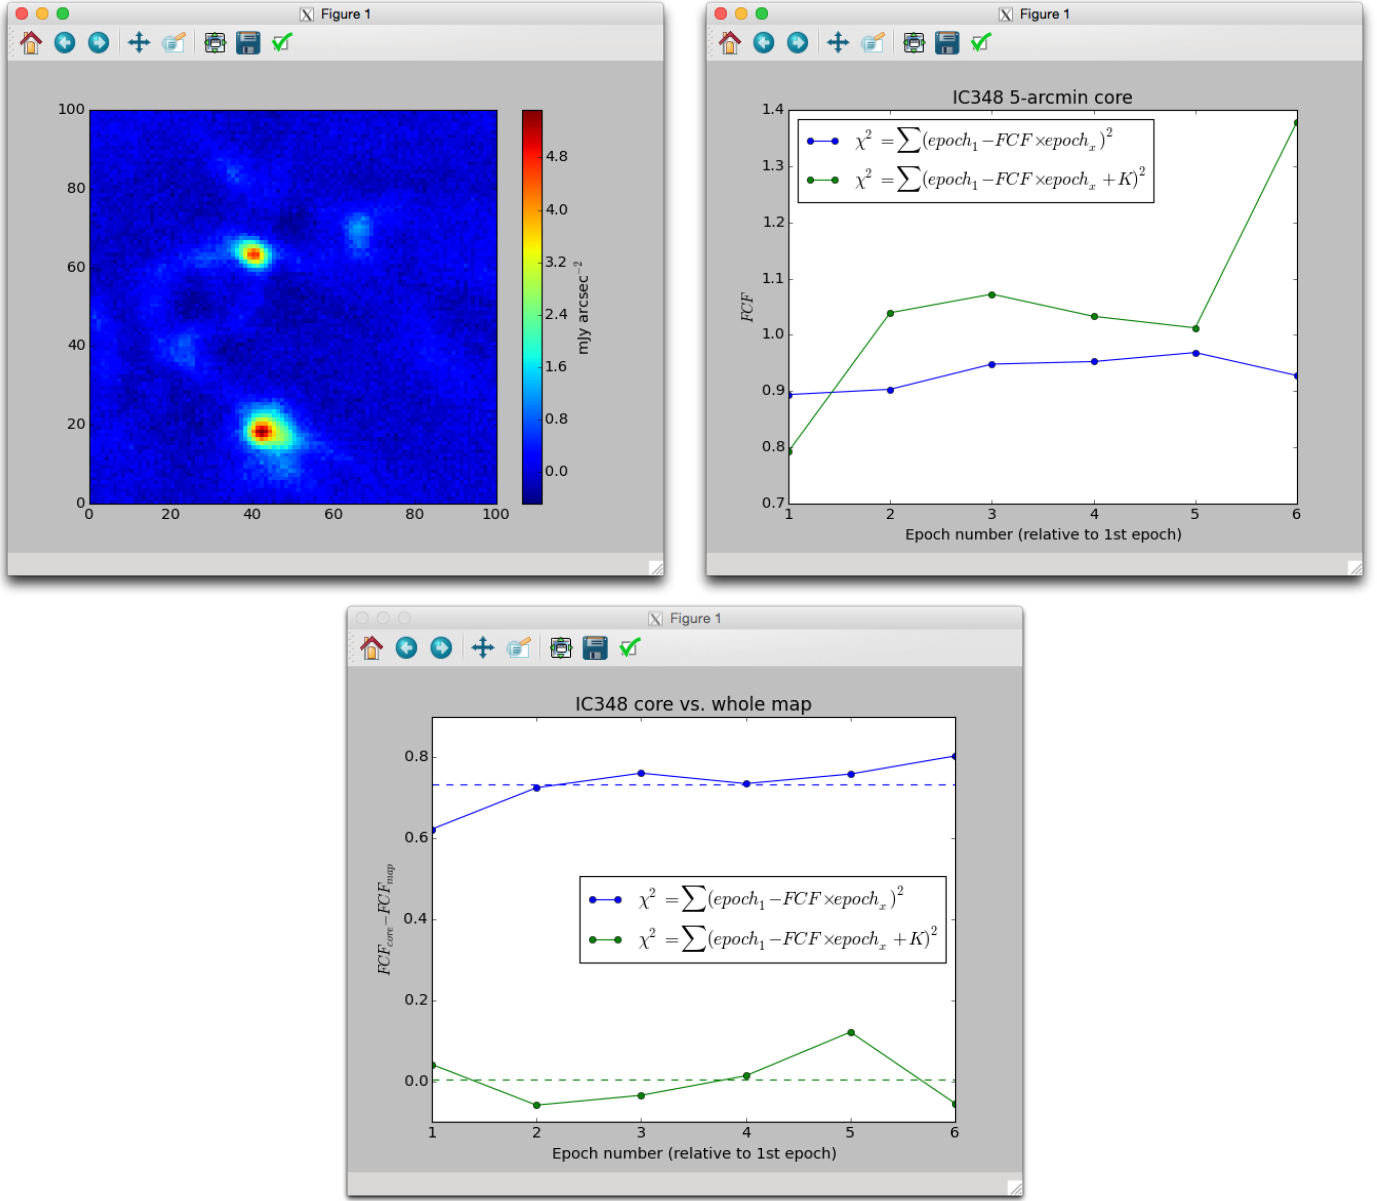 Figure 1
100
80
60
40
20
0
0 20 40 60 80 100
4.8
4.0
3.2
2.4
1.6
0.8
0.0
mJy arcsec⁻²
Figure 1
IC348 5-arcmin core
χ² = ∑(epoch₁−FCF×epochₓ)²
χ² = ∑(epoch₁−FCF×epochₓ+K)²
1.4
1.3
1.2
1.1
1.0
0.9
0.8
0.7
FCF
1 2 3 4 5 6
Epoch number (relative to 1st epoch)
Figure 1
IC348 core vs. whole map
0.8
0.6
0.4
0.2
0.0
FCF_core−FCF_map
χ² = ∑(epoch₁−FCF×epochₓ)²
χ² = ∑(epoch₁−FCF×epochₓ+K)²
1 2 3 4 5 6
Epoch number (relative to 1st epoch)